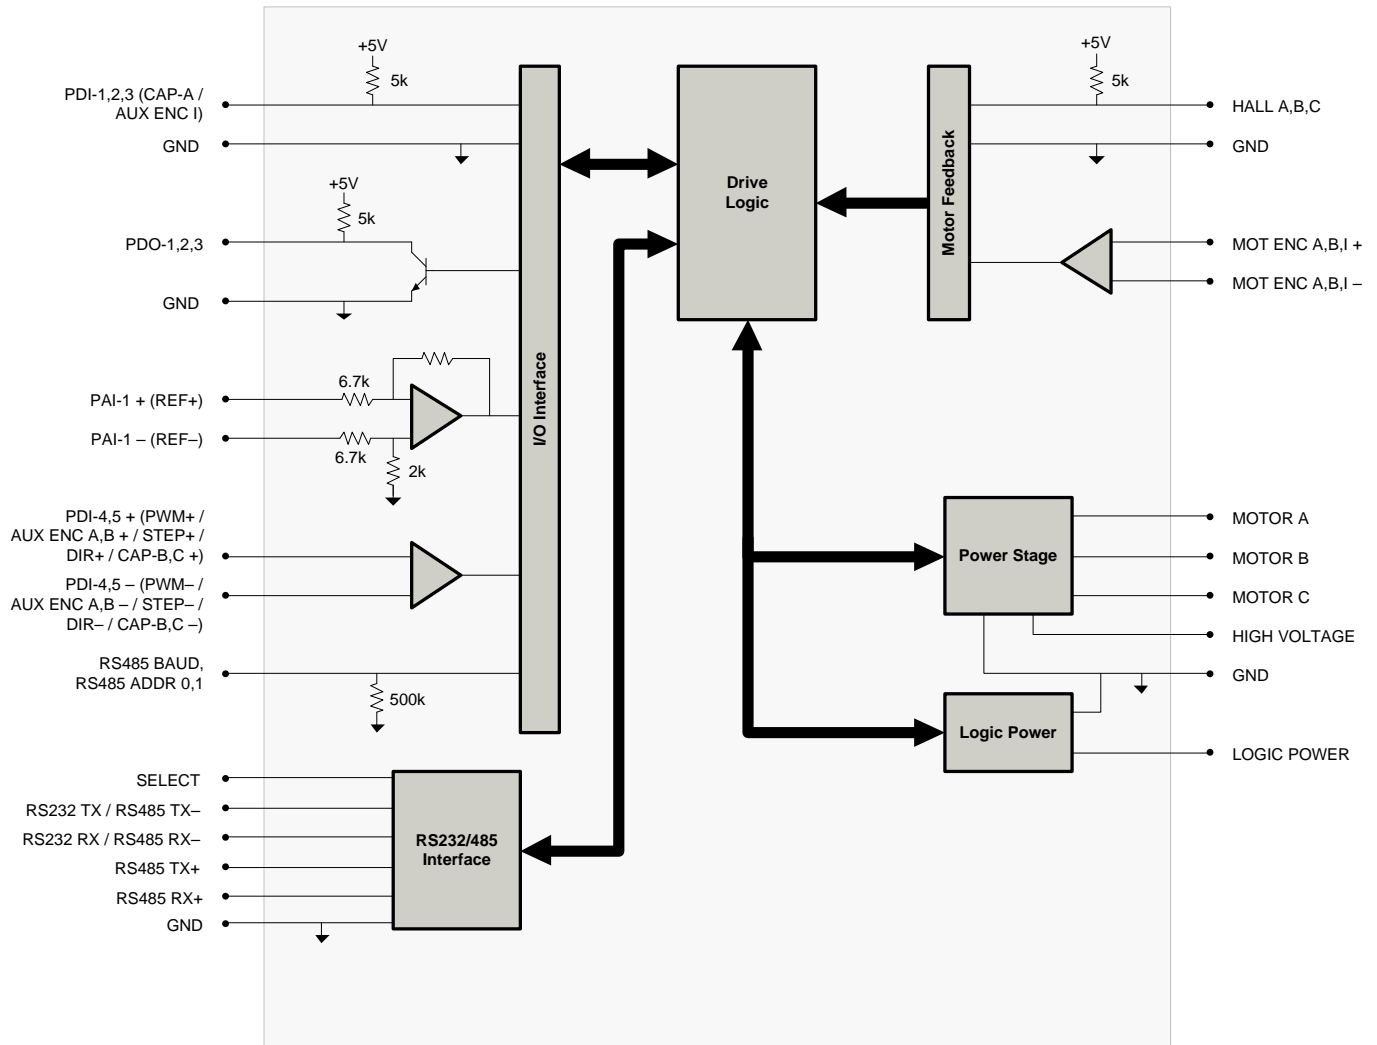 +5V
5k
PDI-1,2,3 (CAP-A /
AUX ENC I)
GND
+5V
5k
PDO-1,2,3
GND
6.7k
PAI-1 + (REF+)
PAI-1 – (REF–)
6.7k
2k
PDI-4,5 + (PWM+ /
AUX ENC A,B + / STEP+ /
DIR+ / CAP-B,C +)
PDI-4,5 – (PWM– /
AUX ENC A,B – / STEP– /
DIR– / CAP-B,C –)
RS485 BAUD,
RS485 ADDR 0,1
500k
I/O Interface
SELECT
RS232 TX / RS485 TX–
RS232 RX / RS485 RX–
RS485 TX+
RS485 RX+
GND
RS232/485
Interface
Drive
Logic
Motor Feedback
+5V
5k
HALL A,B,C
GND
MOT ENC A,B,I +
MOT ENC A,B,I –
Power Stage
MOTOR A
MOTOR B
MOTOR C
HIGH VOLTAGE
GND
Logic Power
LOGIC POWER